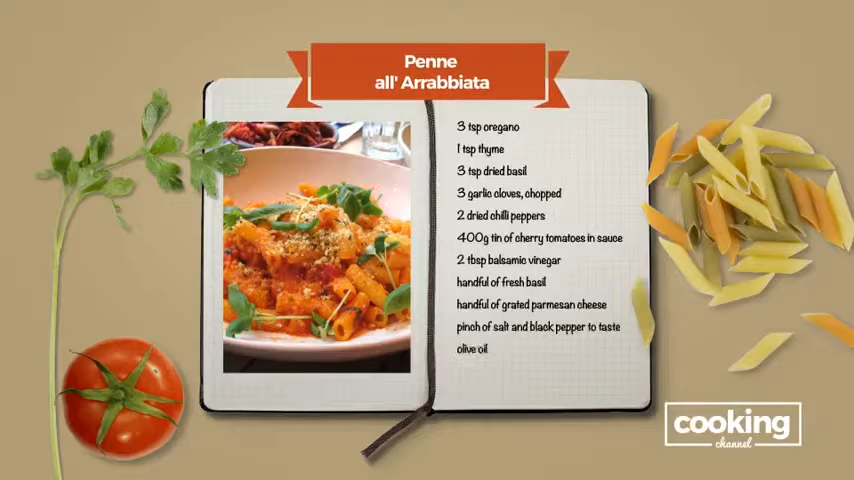 Penne
all' Arrabbiata
3 tsp oregano
1 tsp thyme
3 tsp dried basil
3 garlic cloves, chopped
2 dried chilli peppers
400g tin of cherry tomatoes in sauce
2 tbsp balsamic vinegar
handful of fresh basil
handful of grated parmesan cheese
pinch of salt and black pepper to taste
olive oil
cooking
channel